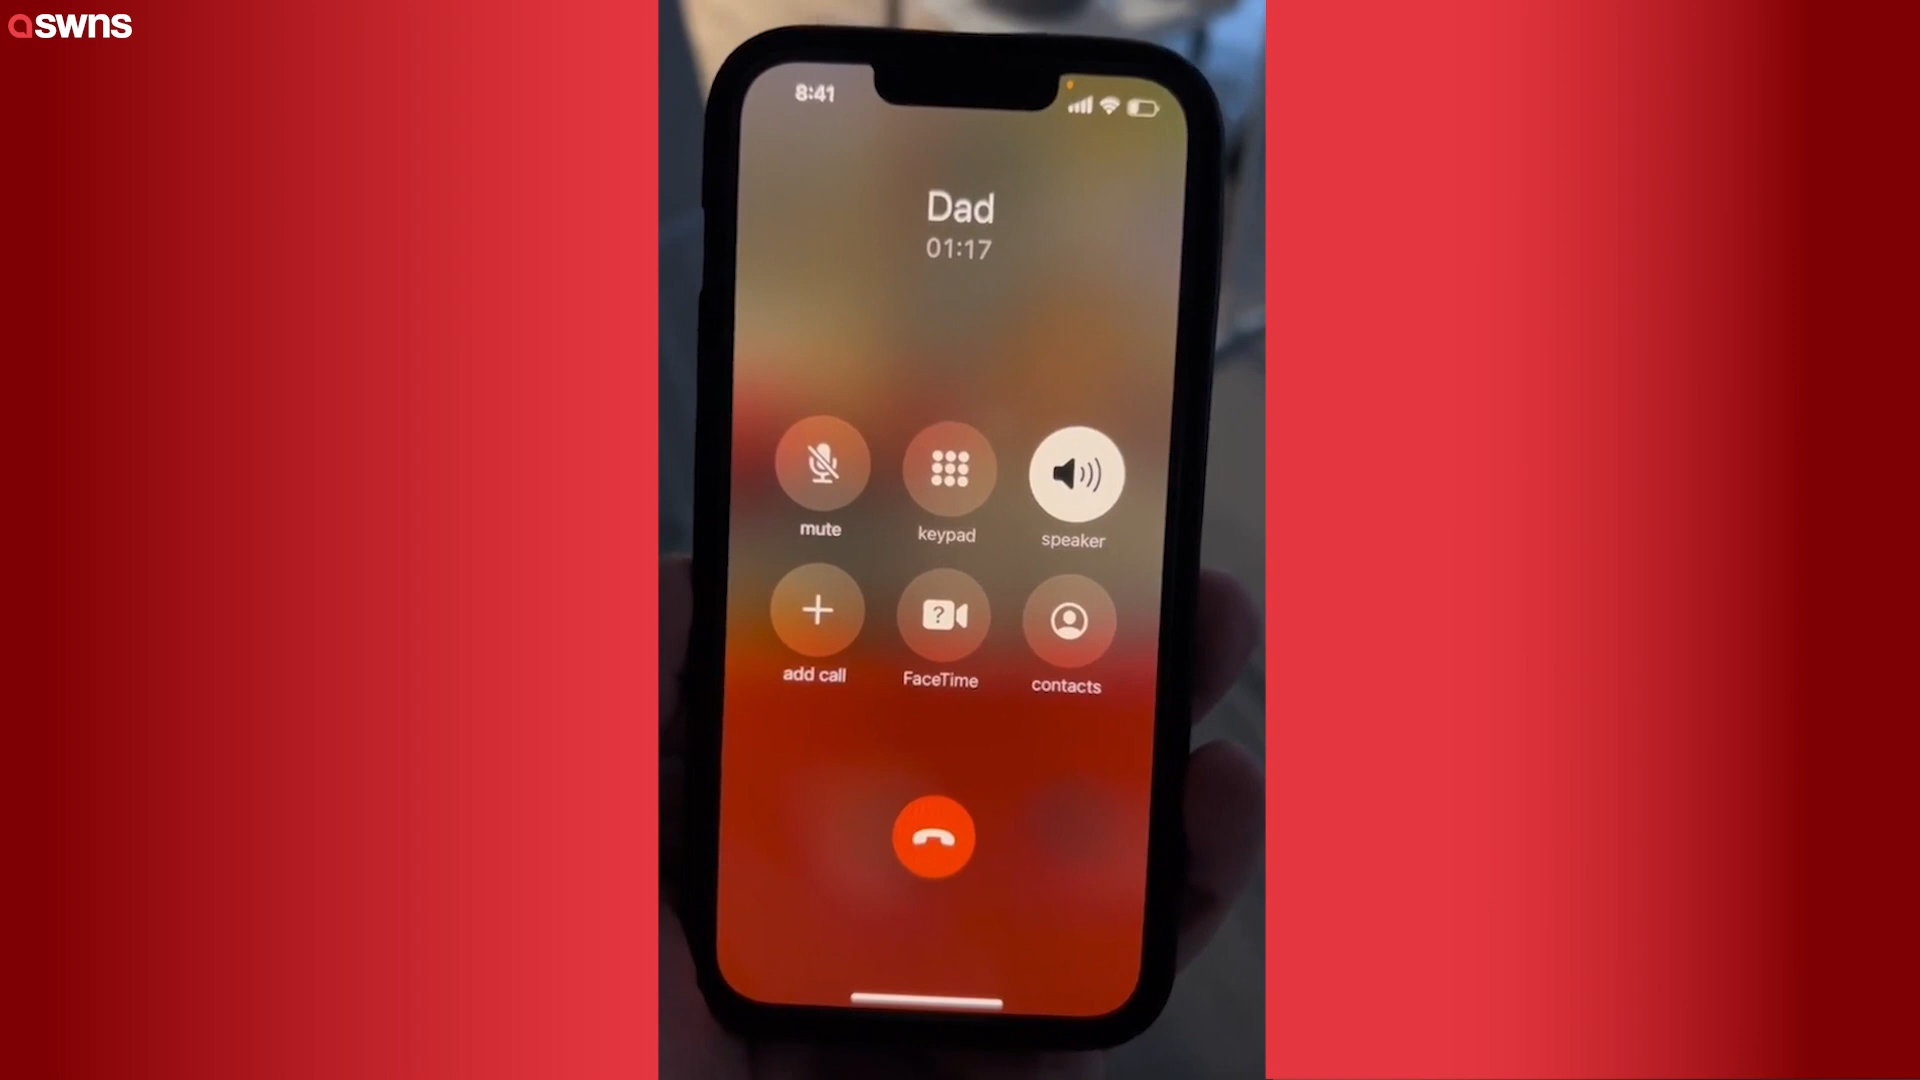 swns
8:41
Dad
01:17
mute
keypad
speaker
?
add call
FaceTime
contacts